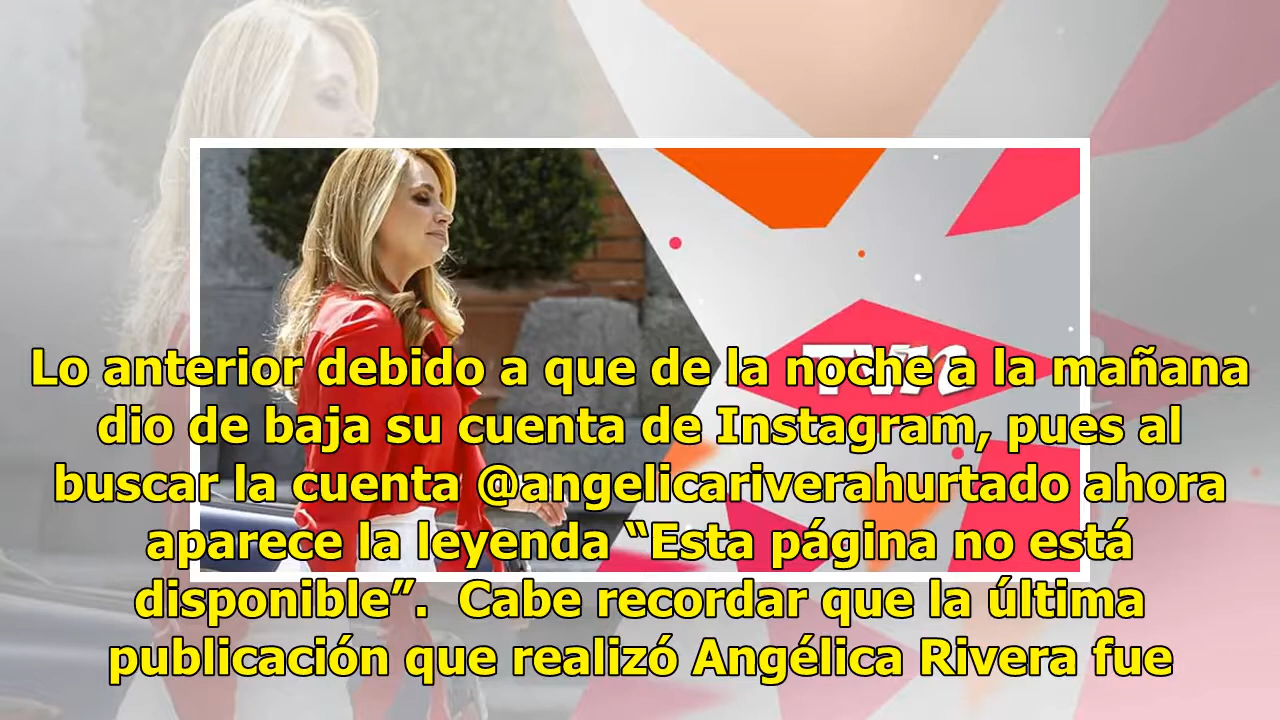 TVn
Lo anterior debido a que de la noche a la mañana
dio de baja su cuenta de Instagram, pues al
buscar la cuenta @angelicariverahurtado ahora
aparece la leyenda “Esta página no está
disponible”.  Cabe recordar que la última
publicación que realizó Angélica Rivera fue